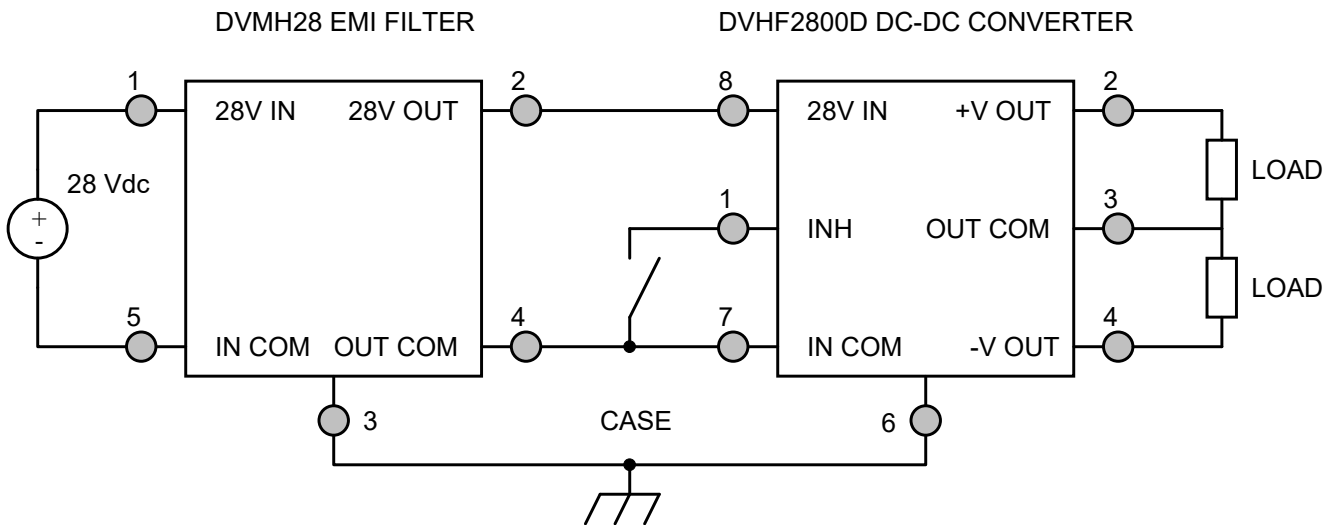 DVMH28 EMI FILTER
DVHF2800D DC-DC CONVERTER
1
2
8
2
28V IN
28V OUT
28V IN
+V OUT
28 Vdc
LOAD
+
-
1
3
INH
OUT COM
LOAD
5
4
7
4
IN COM
OUT COM
IN COM
-V OUT
3
CASE
6